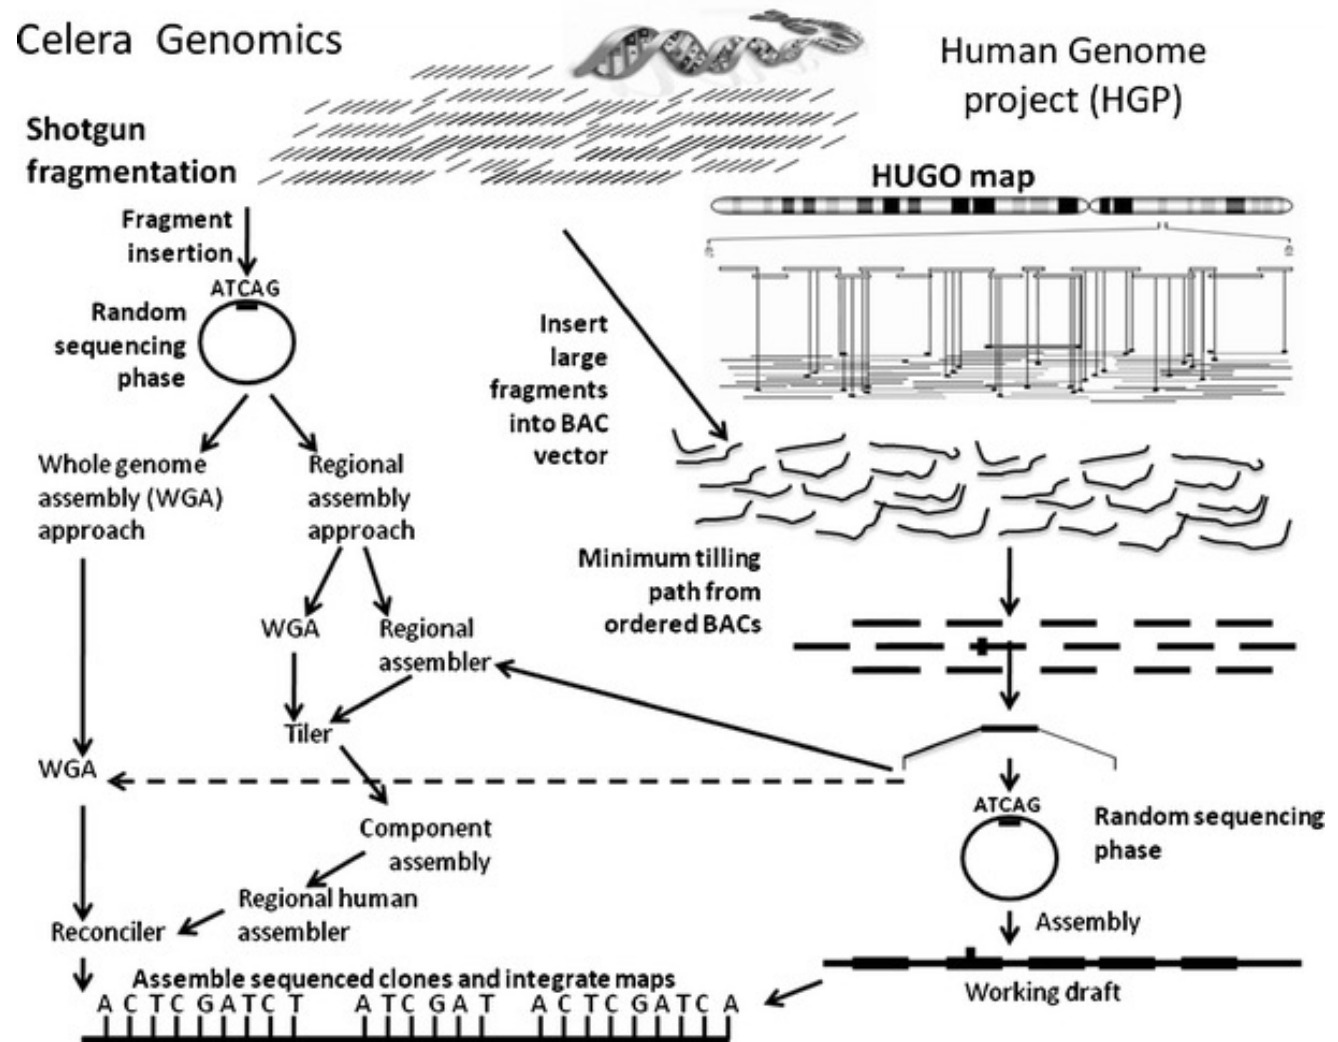 Celera Genomics
Human Genome
project (HGP)
Shotgun
fragmentation
HUGO map
Fragment
insertion
ATCAG
Random
sequencing
phase
Insert
large
fragments
into BAC
vector
Whole genome
assembly (WGA)
approach
Regional
assembly
approach
Minimum tilling
path from
ordered BACs
WGA
Regional
assembler
Tiler
WGA
Component
assembly
Regional human
assembler
Reconciler
ATCAG
Random sequencing
phase
Assembly
Working draft
Assemble sequenced clones and integrate maps
A C T C G A T C T A T C G A T A C T C G A T C A